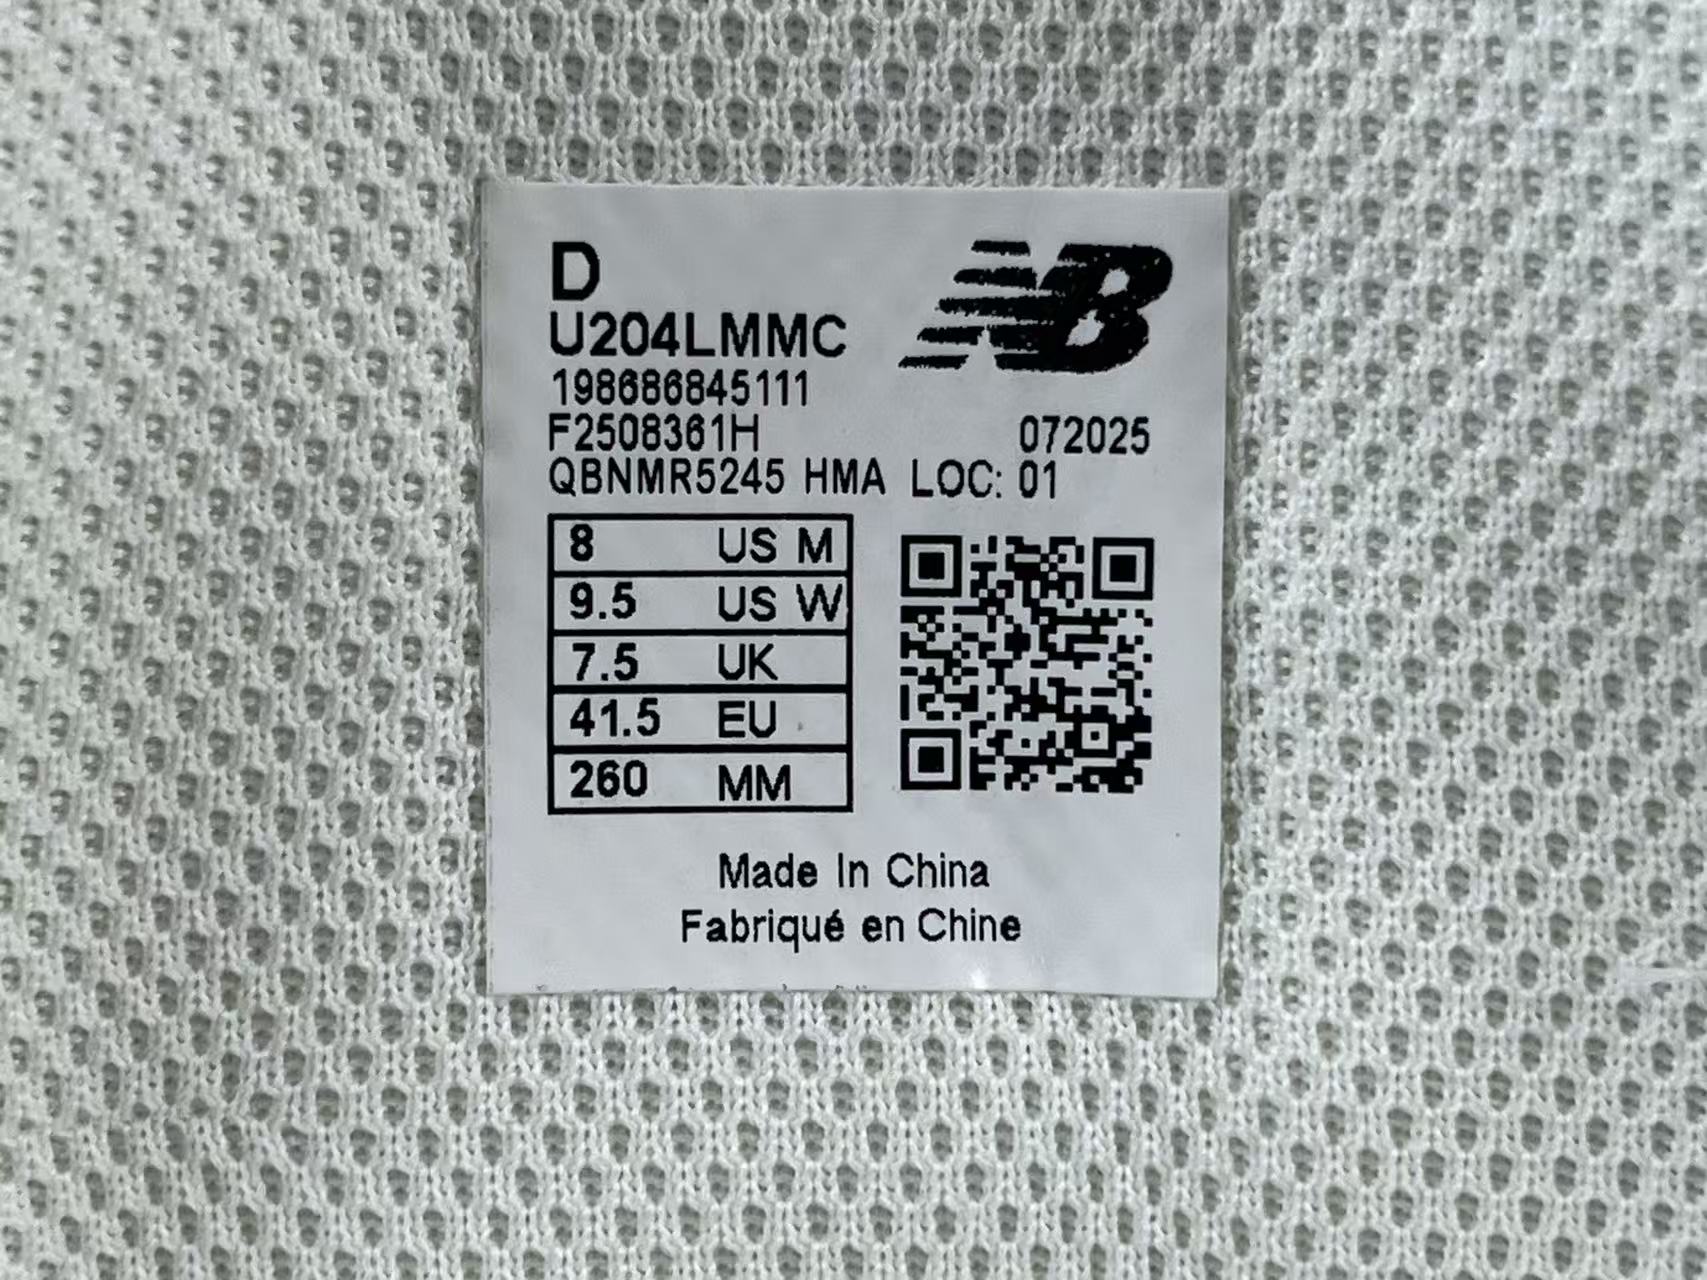 D
NB
U204LMMC
198686845111
F2508361H 072025
QBNMR5245 HMA LOC: 01
8 US M
9.5 US W
7.5 UK
41.5 EU
260 MM
Made In China
Fabriqué en Chine